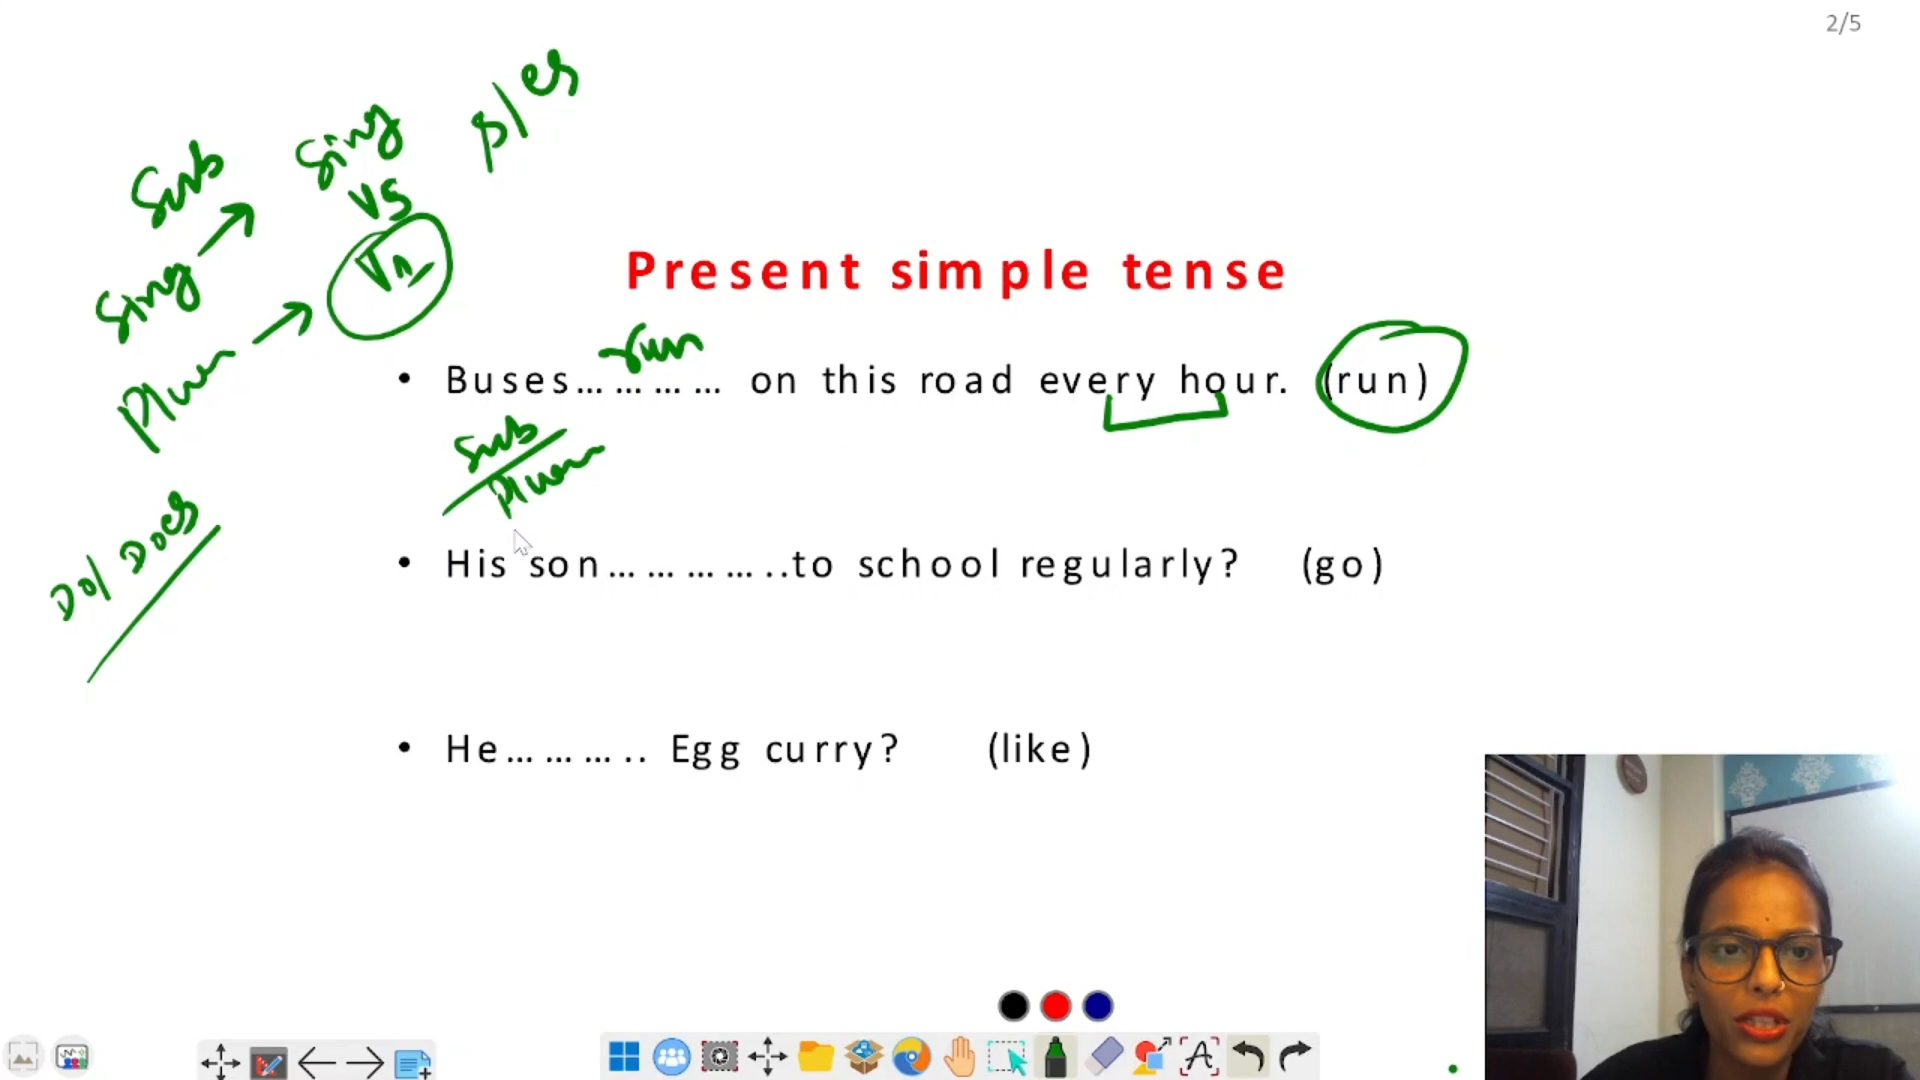 2/5
s/es
Sub
Sing
Sing
VS
V1
Plur
Present simple tense
run
• Buses………… on this road every hour. (run)
Sub
Plur
Do/Does
• His son…………..to school regularly? (go)
• He……….. Egg curry? (like)